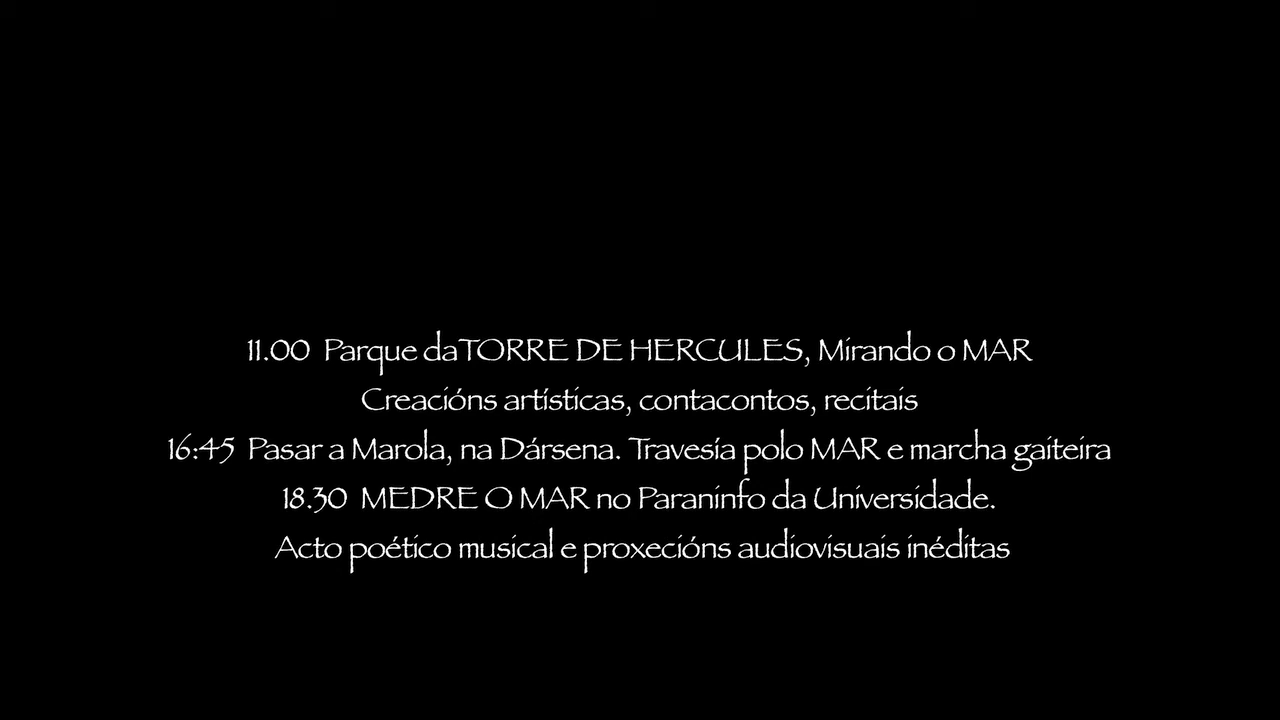 11.00 Parque daTORRE DE HERCULES, Mirando o MAR
Creacións artísticas, contacontos, recitais
16:45 Pasar a Marola, na Dársena. Travesía polo MAR e marcha gaiteira
18.30 MEDRE O MAR no Paraninfo da Universidade.
Acto poético musical e proxecións audiovisuais inéditas